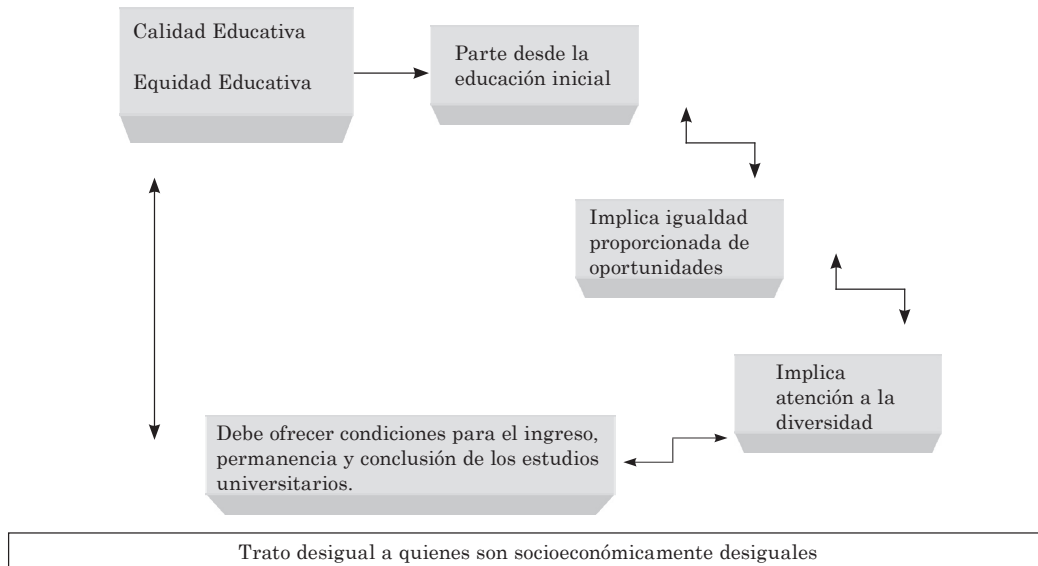 Calidad Educativa
Equidad Educativa
Parte desde la
educación inicial
Implica igualdad
proporcionada de
oportunidades
Implica
atención a la
diversidad
Debe ofrecer condiciones para el ingreso,
permanencia y conclusión de los estudios
universitarios.
Trato desigual a quienes son socioeconómicamente desiguales